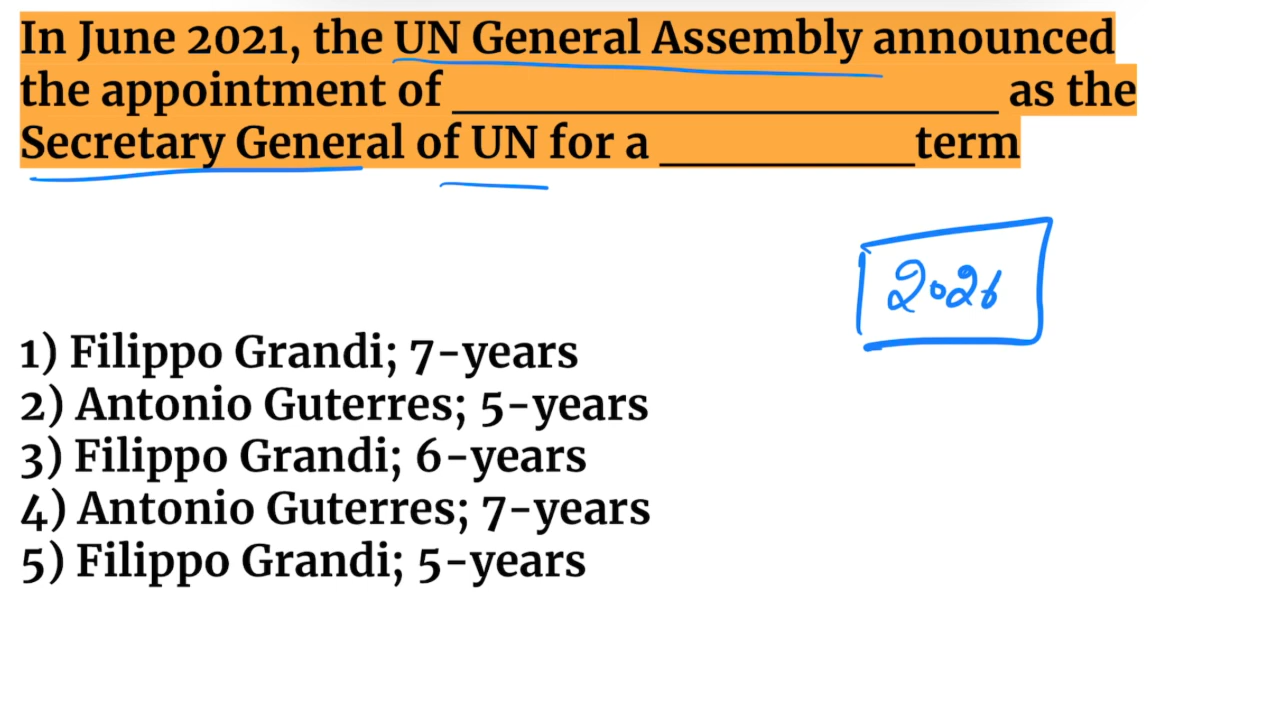 In June 2021, the UN General Assembly announced
the appointment of ______________________ as the
Secretary General of UN for a ___________term
2026
1) Filippo Grandi; 7-years
2) Antonio Guterres; 5-years
3) Filippo Grandi; 6-years
4) Antonio Guterres; 7-years
5) Filippo Grandi; 5-years